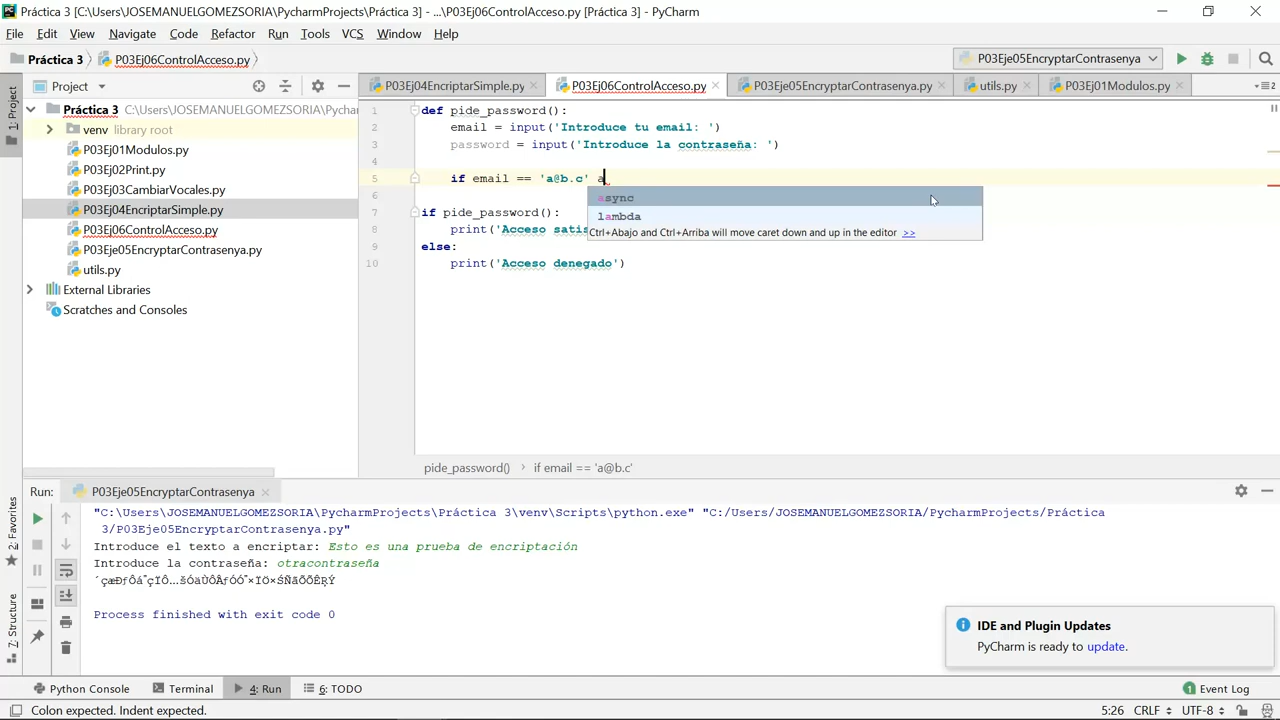 Práctica 3 [C:\Users\JOSEMANUELGOMEZSORIA\PycharmProjects\Práctica 3] - ...\P03Ej06ControlAcceso.py [Práctica 3] - PyCharm
File Edit View Navigate Code Refactor Run Tools VCS Window Help
Práctica 3 P03Ej06ControlAcceso.py P03Eje05EncryptarContrasenya
Project
P03Ej04EncriptarSimple.py P03Ej06ControlAcceso.py P03Eje05EncryptarContrasenya.py utils.py P03Ej01Modulos.py
1: Project
Práctica 3 C:\Users\JOSEMANUELGOMEZSORIA\Pychar
venv library root
P03Ej01Modulos.py
P03Ej02Print.py
P03Ej03CambiarVocales.py
P03Ej04EncriptarSimple.py
P03Ej06ControlAcceso.py
P03Eje05EncryptarContrasenya.py
utils.py
External Libraries
Scratches and Consoles
1 def pide_password():
2 email = input('Introduce tu email: ')
3 password = input('Introduce la contraseña: ')
4
5 if email == 'a@b.c' a
6
7 if pide_password():
8 print('Acceso satis
9 else:
10 print('Acceso denegado')
async
lambda
Ctrl+Abajo and Ctrl+Arriba will move caret down and up in the editor >>
pide_password() if email == 'a@b.c'
Run: P03Eje05EncryptarContrasenya
"C:\Users\JOSEMANUELGOMEZSORIA\PycharmProjects\Práctica 3\venv\Scripts\python.exe" "C:/Users/JOSEMANUELGOMEZSORIA/PycharmProjects/Práctica
3/P03Eje05EncryptarContrasenya.py"
Introduce el texto a encriptar: Esto es una prueba de encriptación
Introduce la contraseña: otracontraseña
Process finished with exit code 0
2: Favorites
7: Structure
IDE and Plugin Updates
PyCharm is ready to update.
Python Console Terminal 4: Run 6: TODO 1 Event Log
Colon expected. Indent expected. 5:26 CRLF UTF-8